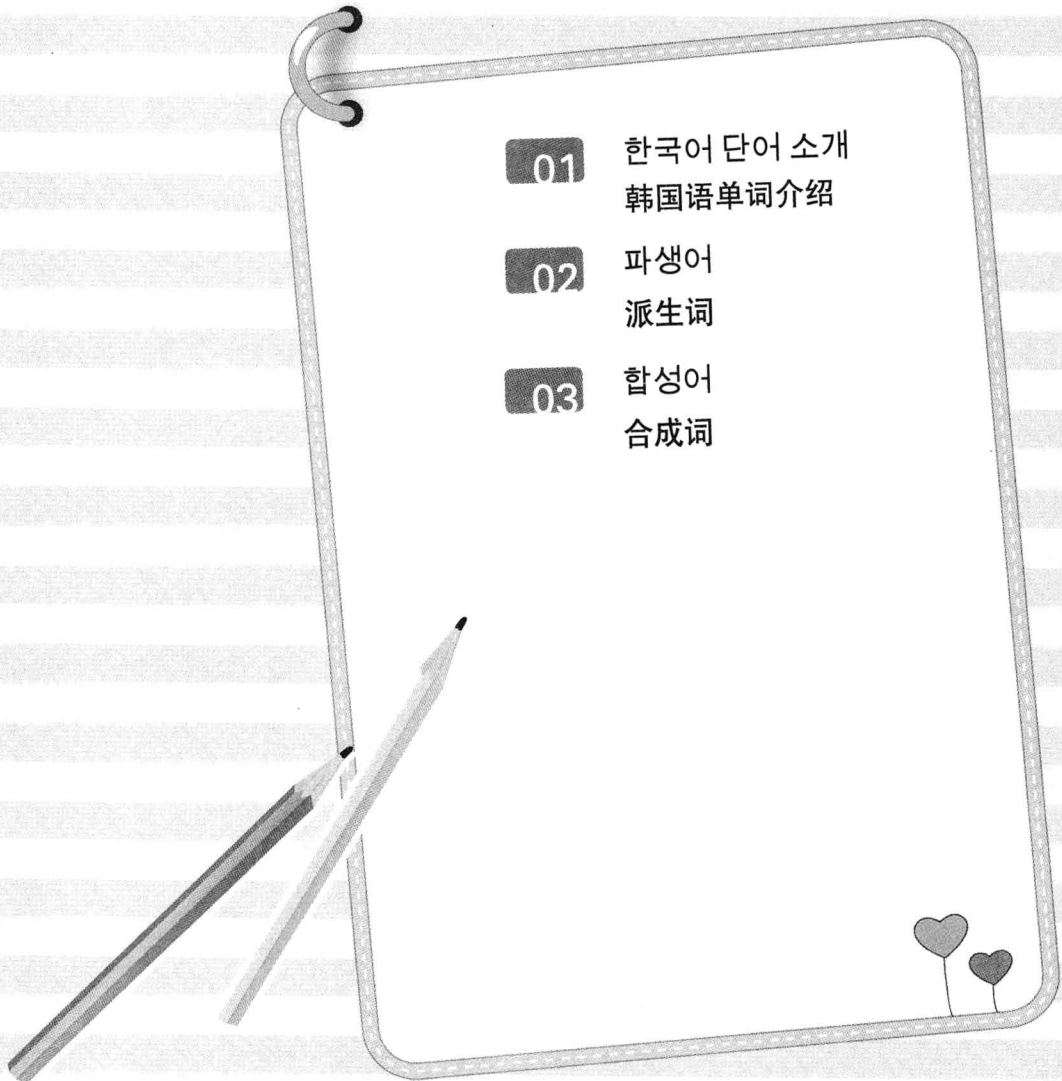 01 한국어 단어 소개
韩国语单词介绍
02 파생어
派生词
03 합성어
合成词